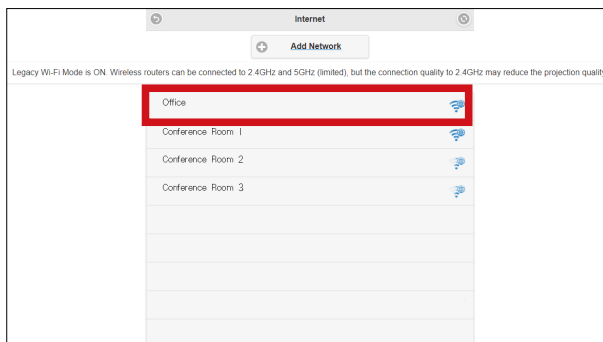 Internet
Add Network
Legacy Wi-Fi Mode is ON. Wireless routers can be connected to 2.4GHz and 5GHz (limited), but the connection quality to 2.4GHz may reduce the projection quality
Office
Conference Room 1
Conference Room 2
Conference Room 3